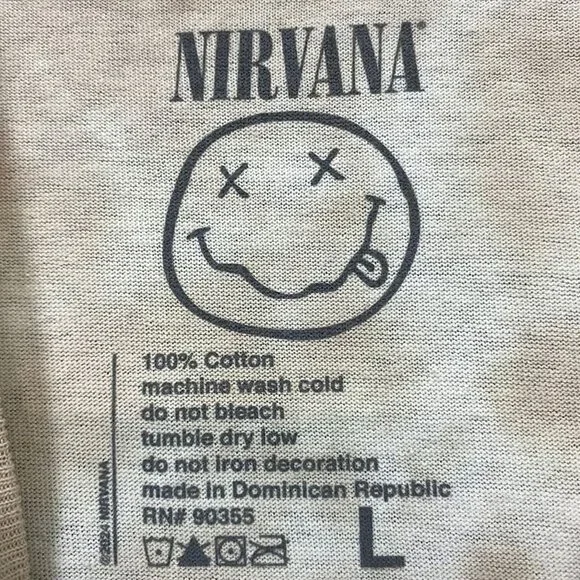 NIRVANA®
100% Cotton
machine wash cold
do not bleach
tumble dry low
do not iron decoration
made in Dominican Republic
RN# 90355
©2024 NIRVANA
L